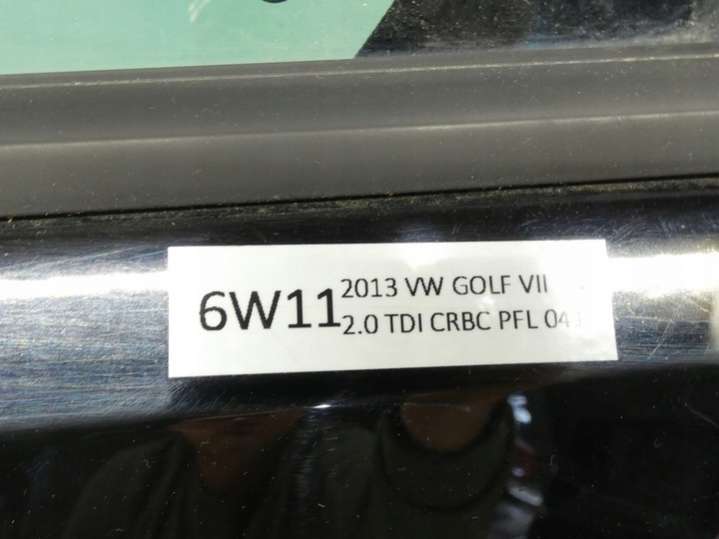 6W11
2013 VW GOLF VII
2.0 TDI CRBC PFL